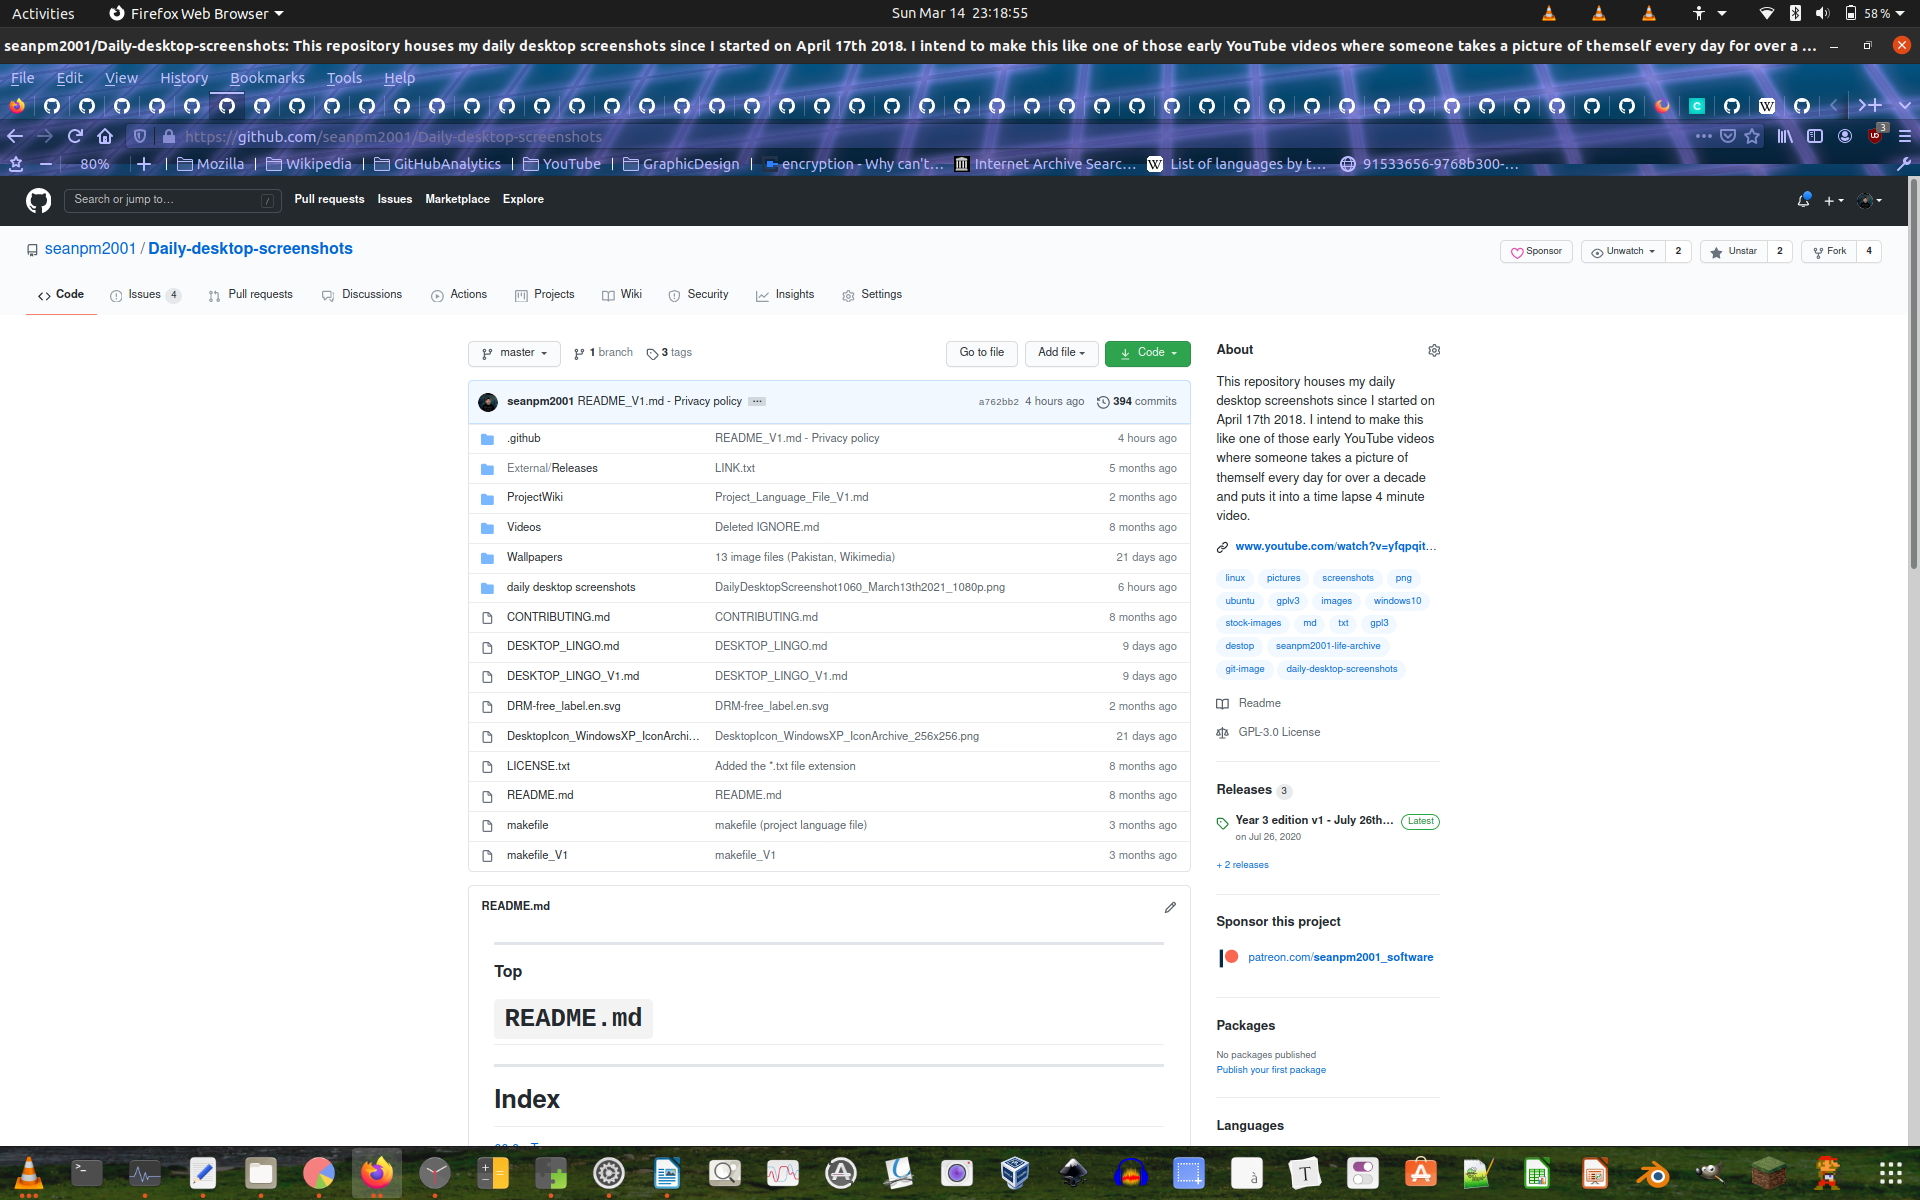 Activities Firefox Web Browser Sun Mar 14 23:18:55 58 %
seanpm2001/Daily-desktop-screenshots: This repository houses my daily desktop screenshots since I started on April 17th 2018. I intend to make this like one of those early YouTube videos where someone takes a picture of themself every day for over a ...
File Edit View History Bookmarks Tools Help
https://github.com/seanpm2001/Daily-desktop-screenshots 3
80% Mozilla Wikipedia GitHubAnalytics YouTube GraphicDesign encryption - Why can't… Internet Archive Searc… List of languages by t… 91533656-9768b300-…
Search or jump to… / Pull requests Issues Marketplace Explore
seanpm2001 / Daily-desktop-screenshots Sponsor Unwatch 2 Unstar 2 Fork 4
Code Issues 4 Pull requests Discussions Actions Projects Wiki Security Insights Settings
master 1 branch 3 tags Go to file Add file Code
seanpm2001 README_V1.md - Privacy policy ... a762bb2 4 hours ago 394 commits
.github README_V1.md - Privacy policy 4 hours ago
External/Releases LINK.txt 5 months ago
ProjectWiki Project_Language_File_V1.md 2 months ago
Videos Deleted IGNORE.md 8 months ago
Wallpapers 13 image files (Pakistan, Wikimedia) 21 days ago
daily desktop screenshots DailyDesktopScreenshot1060_March13th2021_1080p.png 6 hours ago
CONTRIBUTING.md CONTRIBUTING.md 8 months ago
DESKTOP_LINGO.md DESKTOP_LINGO.md 9 days ago
DESKTOP_LINGO_V1.md DESKTOP_LINGO_V1.md 9 days ago
DRM-free_label.en.svg DRM-free_label.en.svg 2 months ago
DesktopIcon_WindowsXP_IconArchi… DesktopIcon_WindowsXP_IconArchive_256x256.png 21 days ago
LICENSE.txt Added the *.txt file extension 8 months ago
README.md README.md 8 months ago
makefile makefile (project language file) 3 months ago
makefile_V1 makefile_V1 3 months ago
README.md
Top
README.md
Index
About
This repository houses my daily
desktop screenshots since I started on
April 17th 2018. I intend to make this
like one of those early YouTube videos
where someone takes a picture of
themself every day for over a decade
and puts it into a time lapse 4 minute
video.
www.youtube.com/watch?v=yfqpqit…
linux pictures screenshots png
ubuntu gplv3 images windows10
stock-images md txt gpl3
destop seanpm2001-life-archive
git-image daily-desktop-screenshots
Readme
GPL-3.0 License
Releases 3
Year 3 edition v1 - July 26th… Latest
on Jul 26, 2020
+ 2 releases
Sponsor this project
patreon.com/seanpm2001_software
Packages
No packages published
Publish your first package
Languages